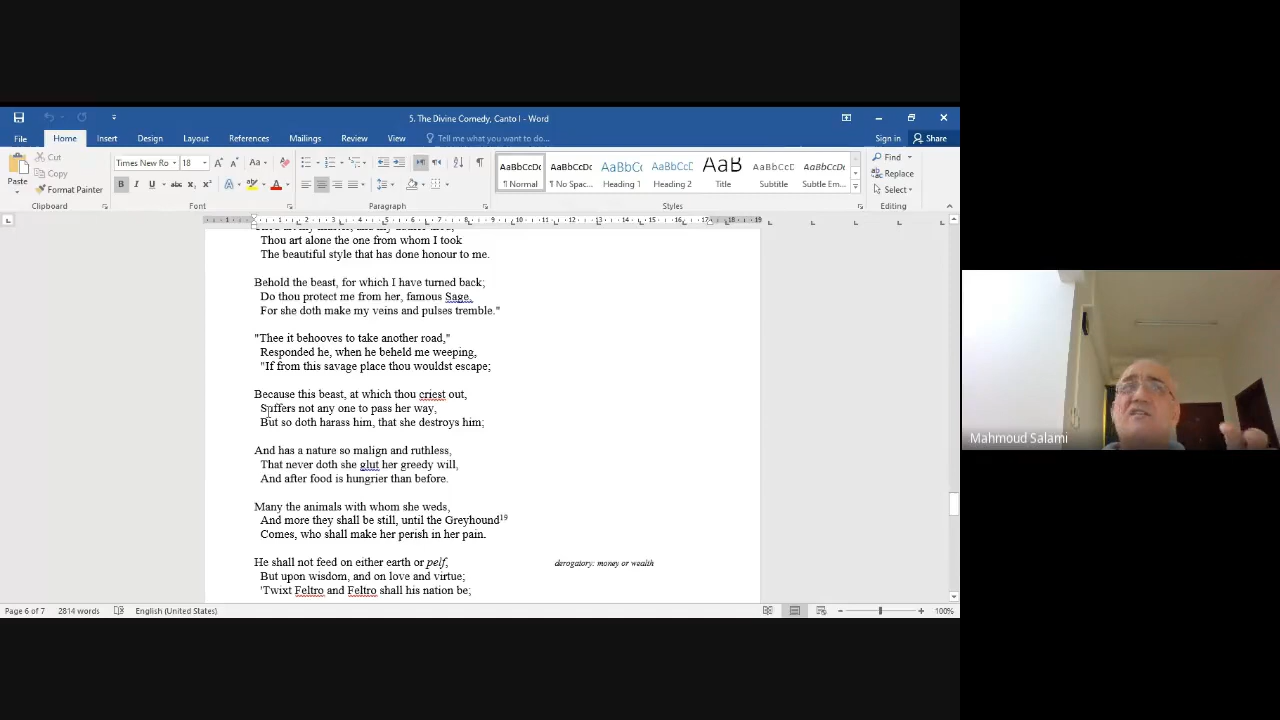 5. The Divine Comedy, Canto I - Word
Sign in
Share
File
Home
Insert
Design
Layout
References
Mailings
Review
View
Tell me what you want to do...
Paste
Cut
Copy
Format Painter
Clipboard
Times New Ro
18
Font
Paragraph
AaBbCcDc
¶ Normal
AaBbCcDc
¶ No Spac...
AaBbCc
Heading 1
AaBbCcD
Heading 2
AaB
Title
AaBbCcD
Subtitle
AaBbCcDc
Subtle Em...
Styles
Find
Replace
Select
Editing
Thou art alone the one from whom I took
The beautiful style that has done honour to me.
Behold the beast, for which I have turned back;
Do thou protect me from her, famous Sage,
For she doth make my veins and pulses tremble."
"Thee it behooves to take another road,"
Responded he, when he beheld me weeping,
"If from this savage place thou wouldst escape;
Because this beast, at which thou criest out,
Suffers not any one to pass her way,
But so doth harass him, that she destroys him;
And has a nature so malign and ruthless,
That never doth she glut her greedy will,
And after food is hungrier than before.
Many the animals with whom she weds,
And more they shall be still, until the Greyhound19
Comes, who shall make her perish in her pain.
He shall not feed on either earth or pelf, derogatory: money or wealth
But upon wisdom, and on love and virtue;
'Twixt Feltro and Feltro shall his nation be;
Page 6 of 7 2814 words English (United States) 100%
Mahmoud Salami